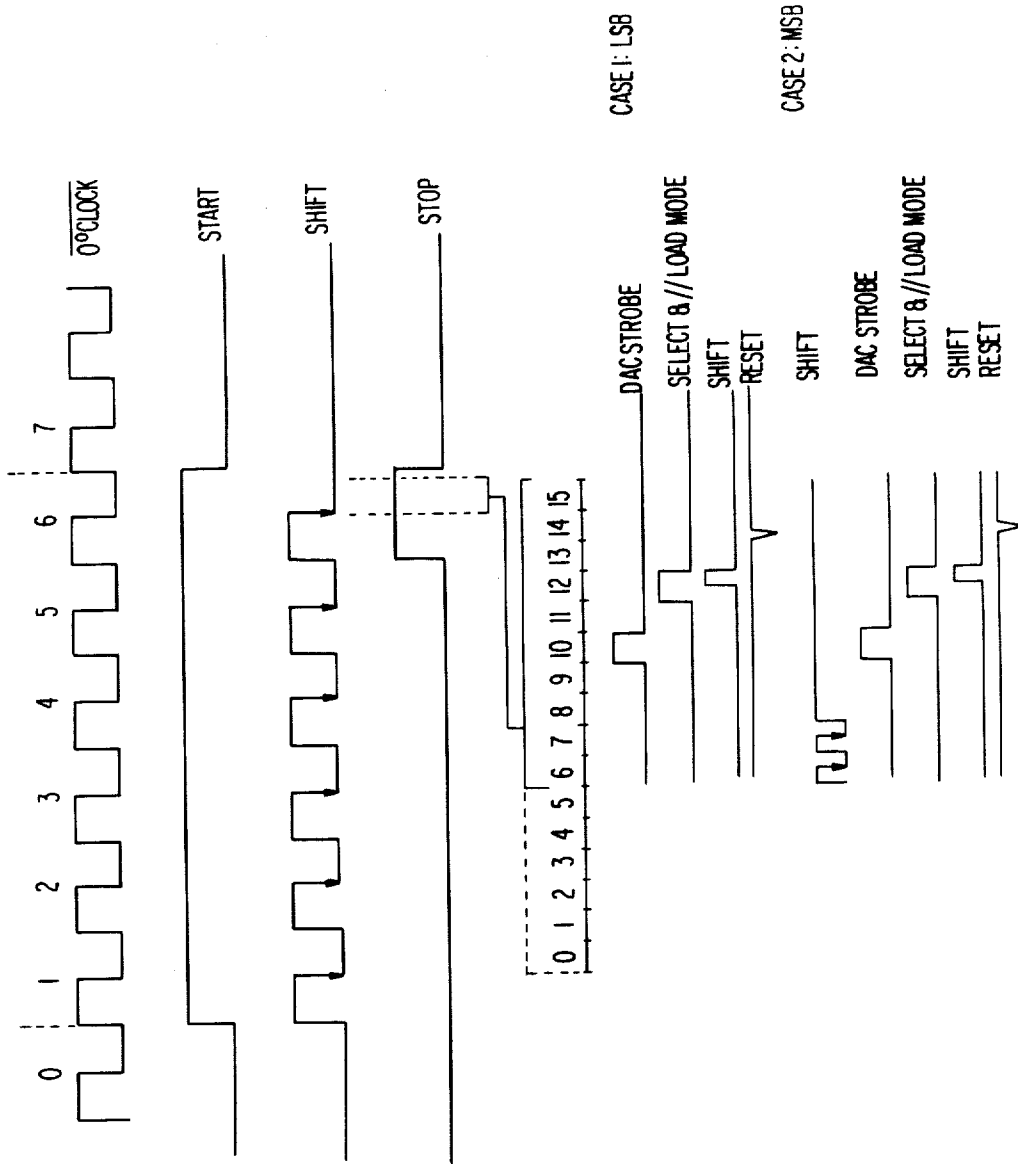 0 1 2 3 4 5 6 7
0°CLOCK
START
SHIFT
STOP
0 1 2 3 4 5 6 7 8 9 10 11 12 13 14 15
CASE 1: LSB
DAC STROBE
SELECT & // LOAD MODE
SHIFT
RESET
CASE 2: MSB
SHIFT
DAC STROBE
SELECT & // LOAD MODE
SHIFT
RESET